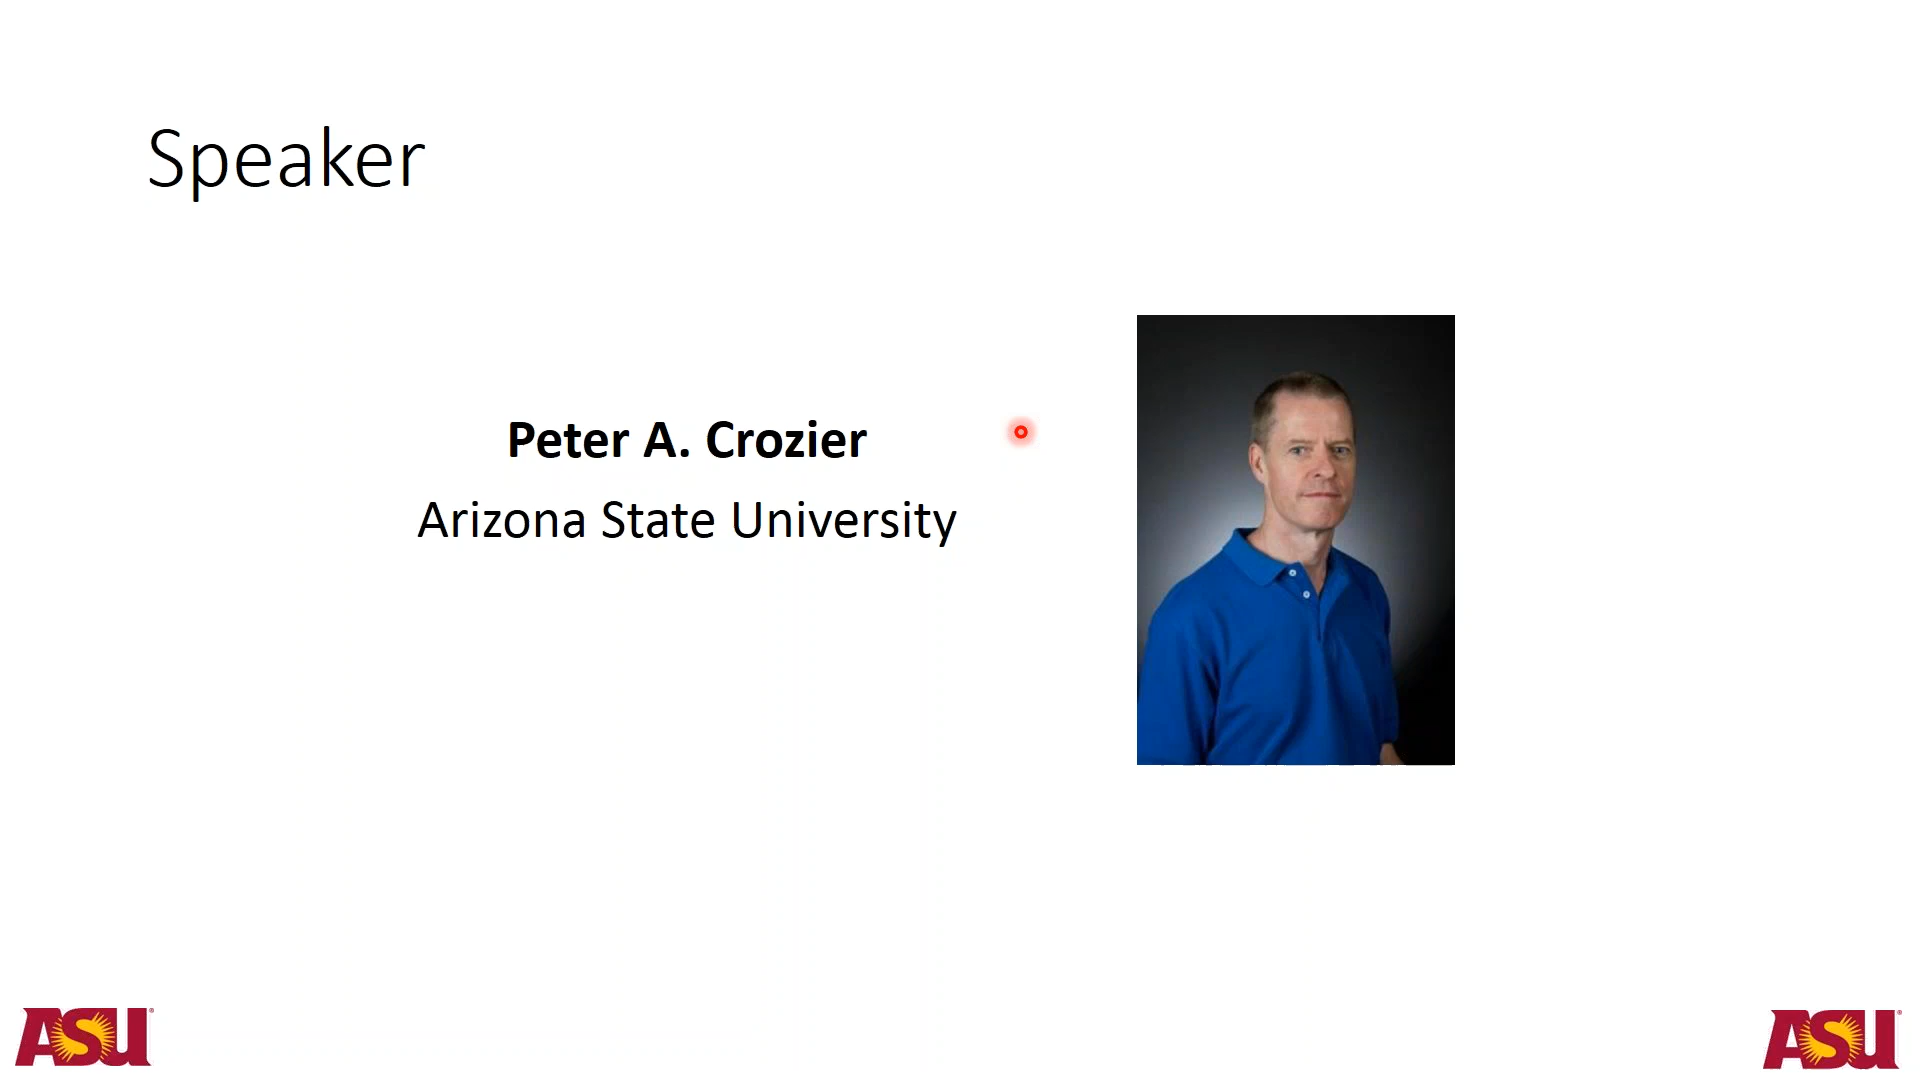 Speaker
Peter A. Crozier
Arizona State University
ASU
ASU